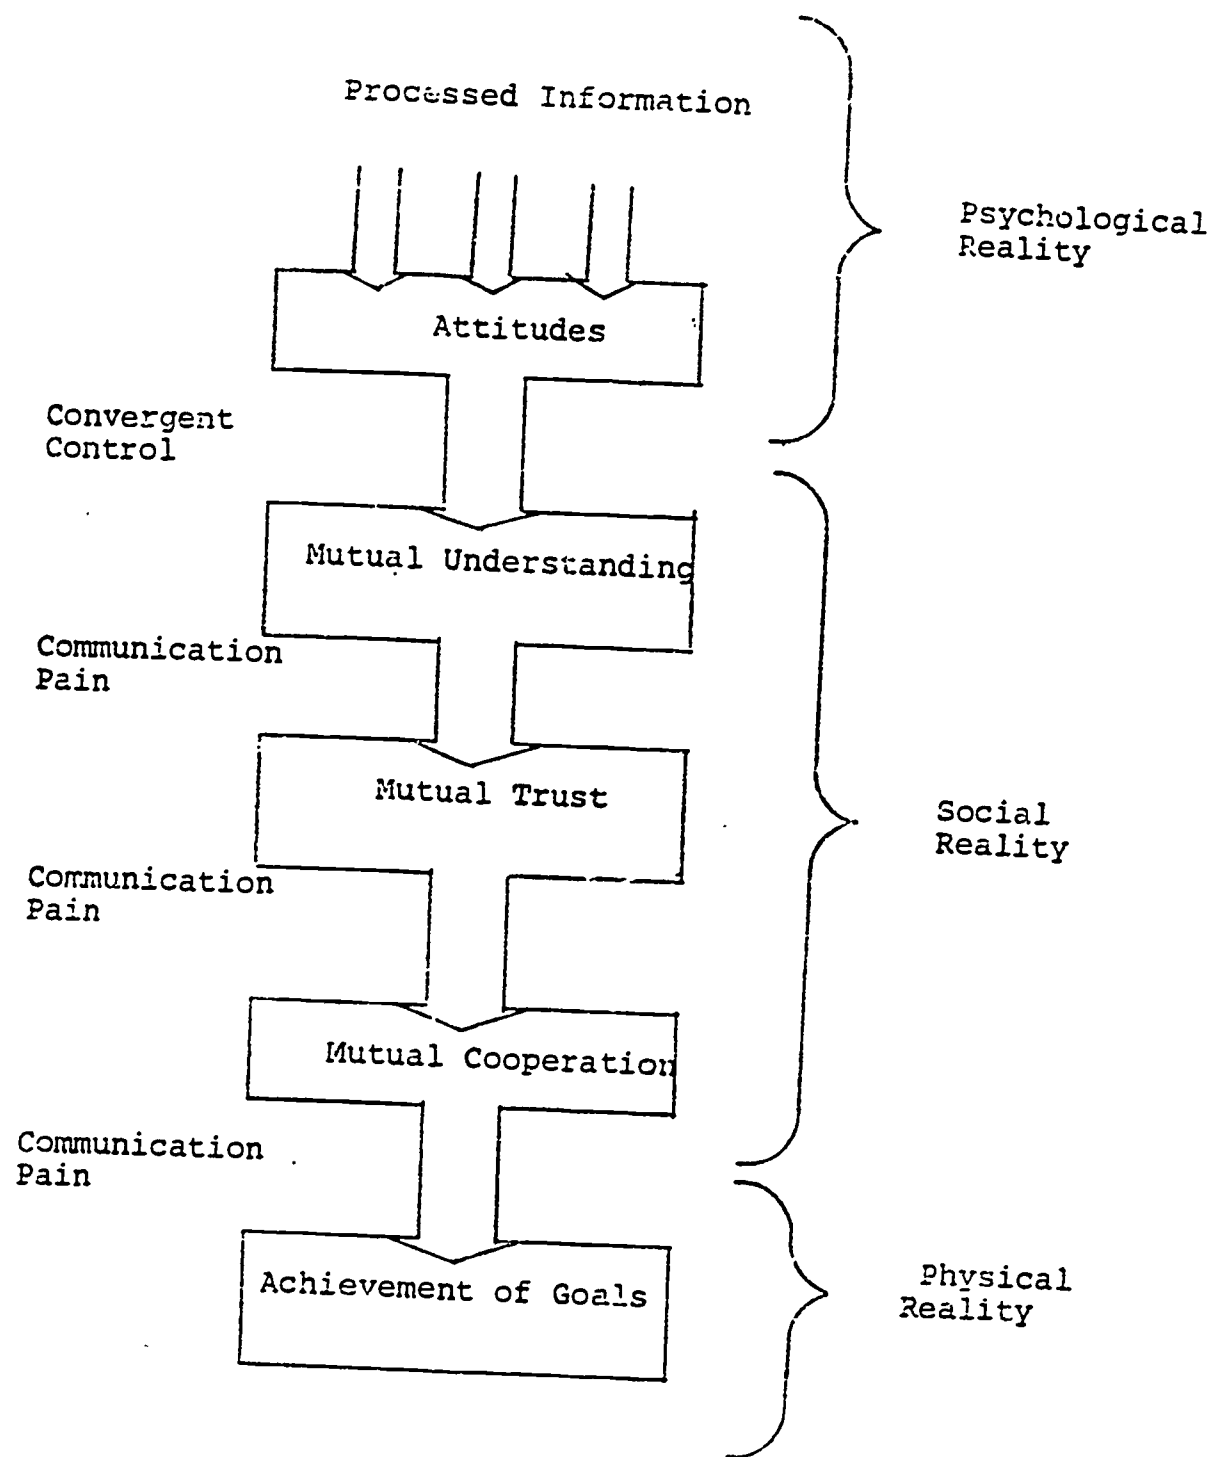 Processed Information
Psychological
Reality
Attitudes
Convergent
Control
Mutual Understanding
Communication
Pain
Mutual Trust
Social
Reality
Communication
Pain
Mutual Cooperation
Communication
Pain
Achievement of Goals
Physical
Reality